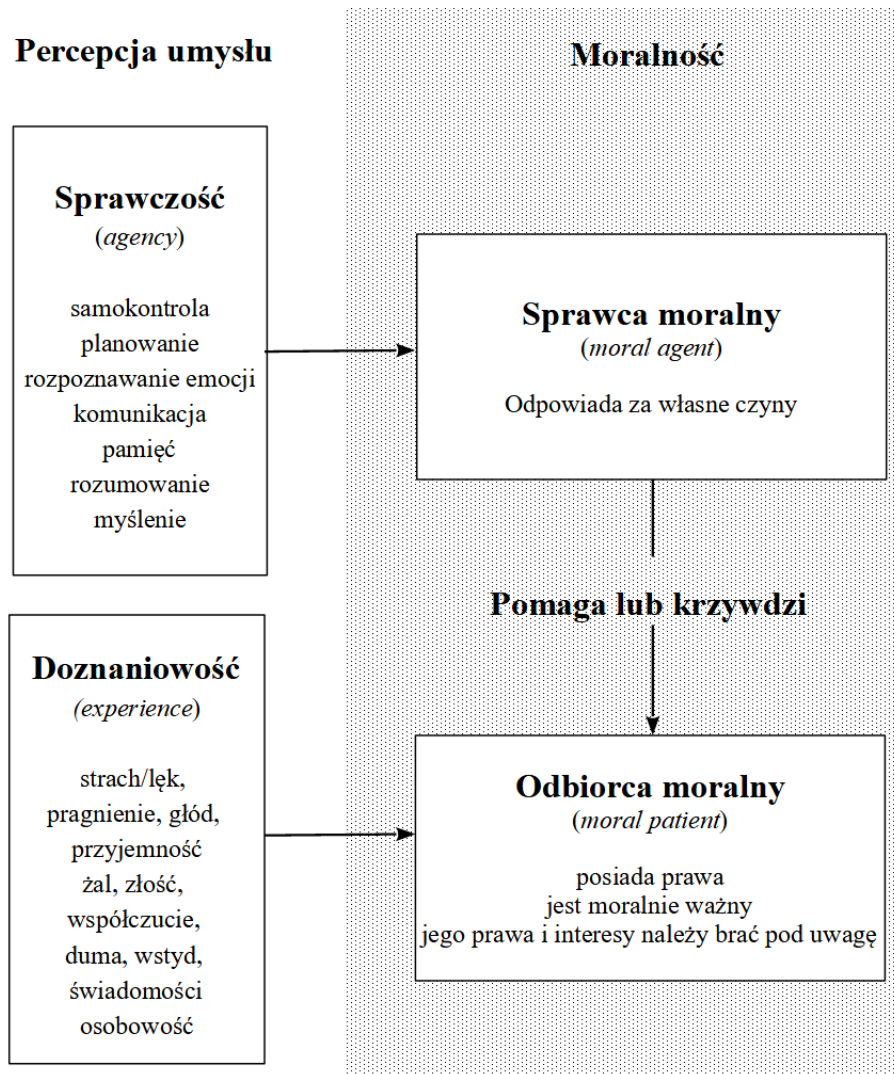 Percepcja umysłu
Moralność
Sprawczość
(agency)
samokontrola
planowanie
rozpoznawanie emocji
komunikacja
pamięć
rozumowanie
myślenie
Sprawca moralny
(moral agent)
Odpowiada za własne czyny
Pomaga lub krzywdzi
Doznaniowość
(experience)
strach/lęk,
pragnienie, głód,
przyjemność
żal, złość,
współczucie,
duma, wstyd,
świadomości
osobowość
Odbiorca moralny
(moral patient)
posiada prawa
jest moralnie ważny
jego prawa i interesy należy brać pod uwagę